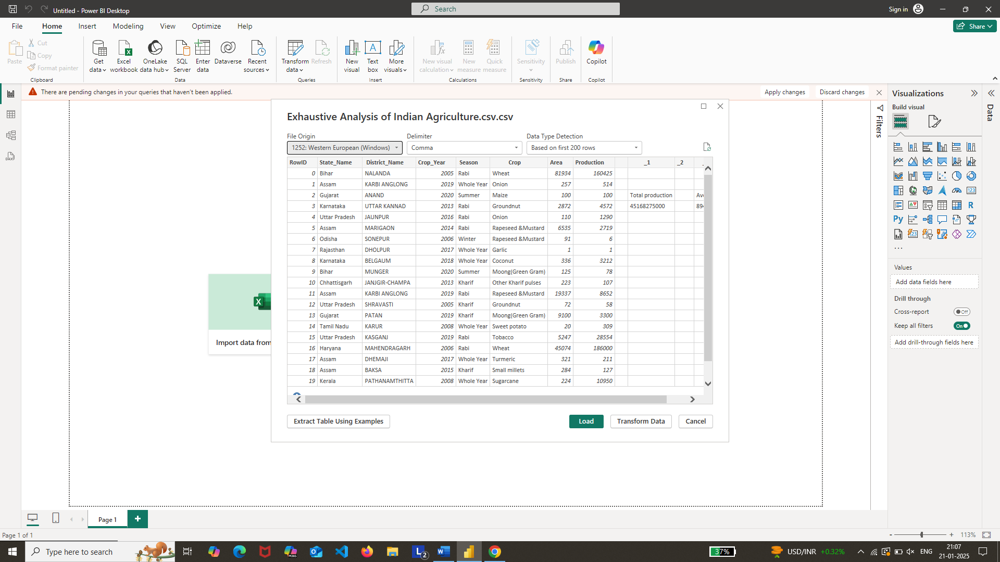 Untitled - Power BI Desktop
Search
Sign in
File Home Insert Modeling View Optimize Help
Share
Paste
Cut
Copy
Format painter
Clipboard
Get data
Excel workbook
OneLake data hub
SQL Server
Enter data
Dataverse
Recent sources
Data
Transform data
Refresh
Queries
New visual
Text box
More visuals
Insert
New visual calculation
New measure
Quick measure
Calculations
Sensitivity
Sensitivity
Publish
Share
Copilot
Copilot
There are pending changes in your queries that haven't been applied.
Apply changes
Discard changes
Exhaustive Analysis of Indian Agriculture.csv.csv
File Origin Delimiter Data Type Detection
1252: Western European (Windows) Comma Based on first 200 rows
RowID State_Name District_Name Crop_Year Season Crop Area Production _1 _2
0 Bihar NALANDA 2005 Rabi Wheat 81934 160425
1 Assam KARBI ANGLONG 2019 Whole Year Onion 257 514
2 Gujarat ANAND 2020 Summer Maize 100 100 Total production Av
3 Karnataka UTTAR KANNAD 2013 Rabi Groundnut 2872 4572 45168275000 894
4 Uttar Pradesh JAUNPUR 2016 Rabi Onion 110 1290
5 Assam MARIGAON 2014 Rabi Rapeseed &Mustard 6535 2719
6 Odisha SONEPUR 2006 Winter Rapeseed &Mustard 91 6
7 Rajasthan DHOLPUR 2017 Whole Year Garlic 1 1
8 Karnataka BELGAUM 2018 Whole Year Coconut 336 3212
9 Bihar MUNGER 2020 Summer Moong(Green Gram) 125 78
10 Chhattisgarh JANJGIR-CHAMPA 2013 Kharif Other Kharif pulses 223 107
11 Assam KARBI ANGLONG 2019 Rabi Rapeseed &Mustard 19337 8652
12 Uttar Pradesh SHRAVASTI 2005 Kharif Groundnut 72 58
13 Gujarat PATAN 2019 Kharif Moong(Green Gram) 9100 3300
14 Tamil Nadu KARUR 2008 Whole Year Sweet potato 20 309
15 Uttar Pradesh KASGANJ 2019 Rabi Tobacco 5247 28554
16 Haryana MAHENDRAGARH 2006 Rabi Wheat 45074 186000
17 Assam DHEMAJI 2017 Whole Year Turmeric 321 211
18 Assam BAKSA 2015 Kharif Small millets 284 127
19 Kerala PATHANAMTHITTA 2008 Whole Year Sugarcane 224 10950
Extract Table Using Examples
Load
Transform Data
Cancel
Import data from
Filters
Visualizations
Build visual
R
Py
123
Values
Add data fields here
Drill through
Cross-report Off
Keep all filters On
Add drill-through fields here
Data
Page 1
Page 1 of 1
113%
Type here to search
37%
USD/INR +0.32%
ENG
21:07
21-01-2025